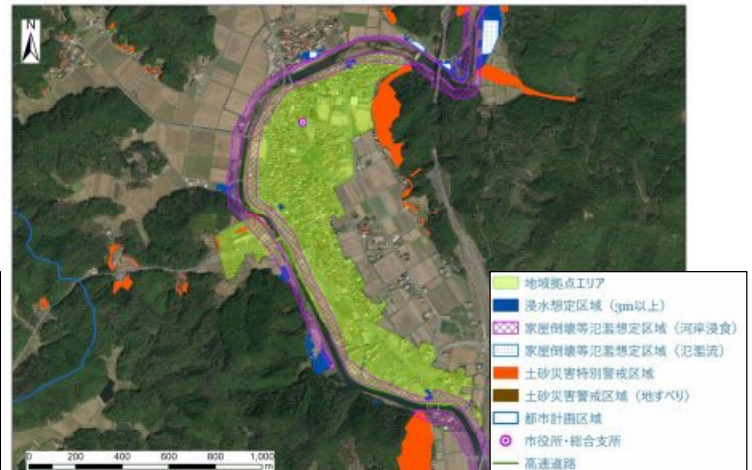 N
地域拠点エリア
浸水想定区域（3m以上）
家屋倒壊等氾濫想定区域（河岸浸食）
家屋倒壊等氾濫想定区域（氾濫流）
土砂災害特別警戒区域
土砂災害警戒区域（地すべり）
都市計画区域
市役所・総合支所
高速道路
0 200 400 600 800 1,000
m